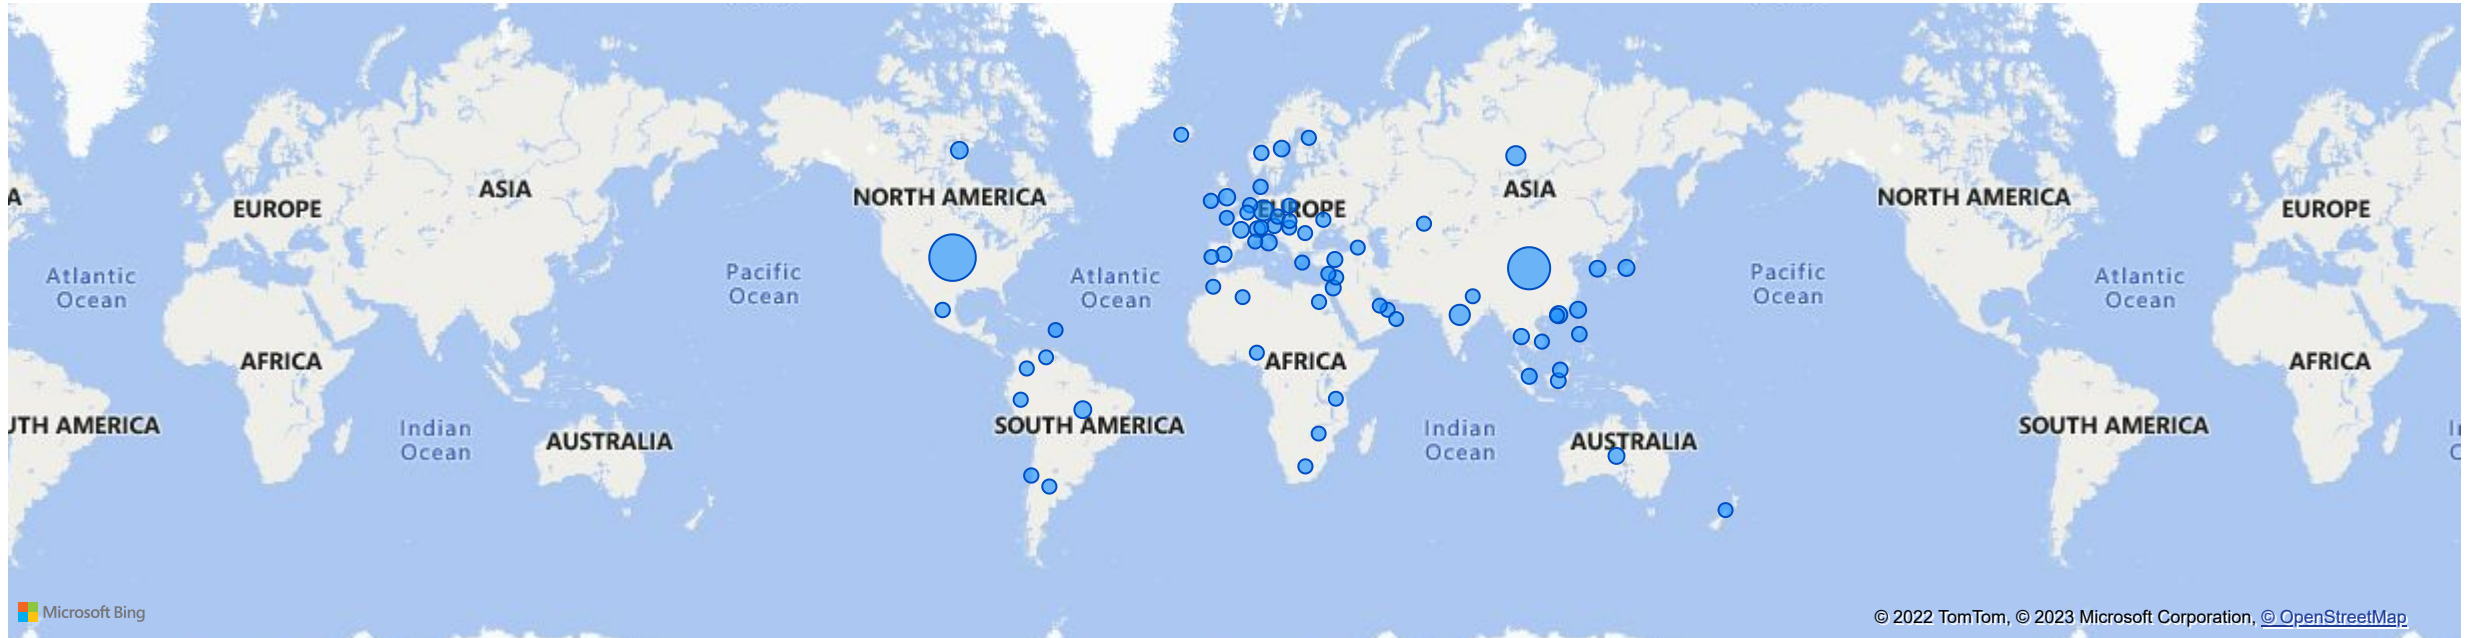 A
EUROPE
ASIA
NORTH AMERICA
EUROPE
ASIA
NORTH AMERICA
EUROPE
Atlantic
Ocean
Pacific
Ocean
Atlantic
Ocean
Pacific
Ocean
Atlantic
Ocean
AFRICA
AFRICA
AFRICA
UTH AMERICA
Indian
Ocean
AUSTRALIA
SOUTH AMERICA
Indian
Ocean
AUSTRALIA
SOUTH AMERICA
Microsoft Bing
© 2022 TomTom, © 2023 Microsoft Corporation, © OpenStreetMap